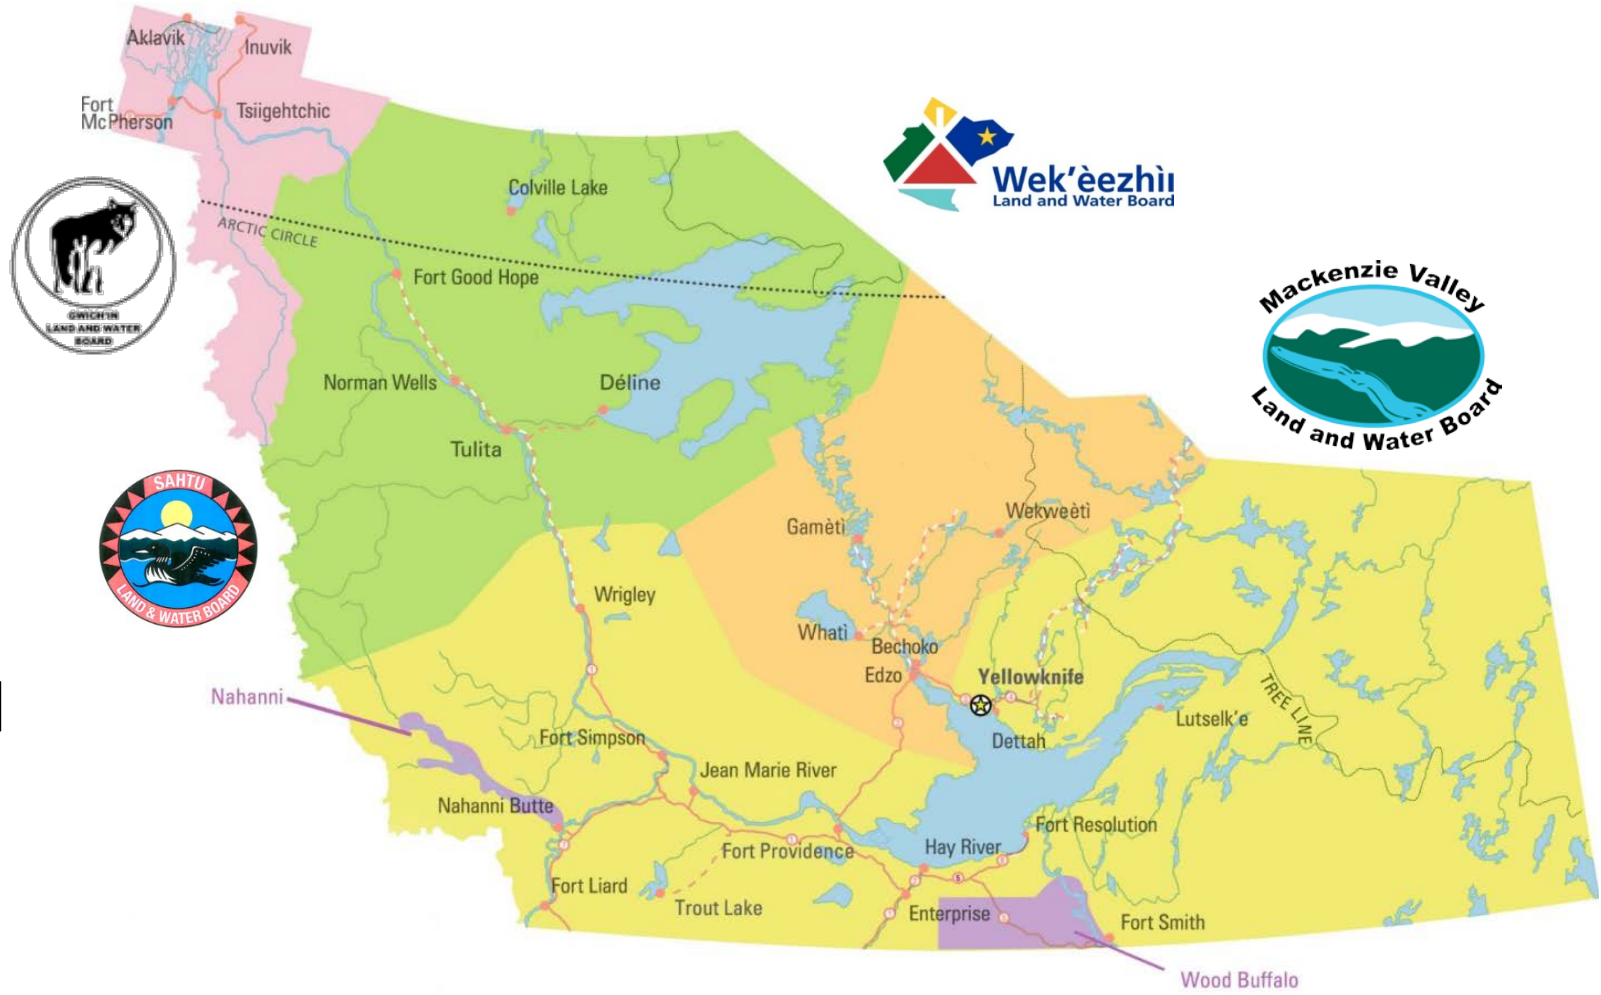 Aklavik
Inuvik
Fort
McPherson
Tsiigehtchic
Colville Lake
ARCTIC CIRCLE
Fort Good Hope
Wek’èezhìı
Land and Water Board
GWICH'IN
LAND AND WATER
BOARD
Mackenzie Valley
Land and Water Board
Norman Wells
Déline
Tulita
SAHTU
LAND & WATER BOARD
Gamètì
Wekweètì
Wrigley
Whatì
Bechoko
Edzo
Yellowknife
Nahanni
TREE LINE
Lutselk'e
Fort Simpson
Dettah
Jean Marie River
Nahanni Butte
Fort Resolution
Fort Providence
Hay River
Fort Liard
Trout Lake
Enterprise
Fort Smith
Wood Buffalo